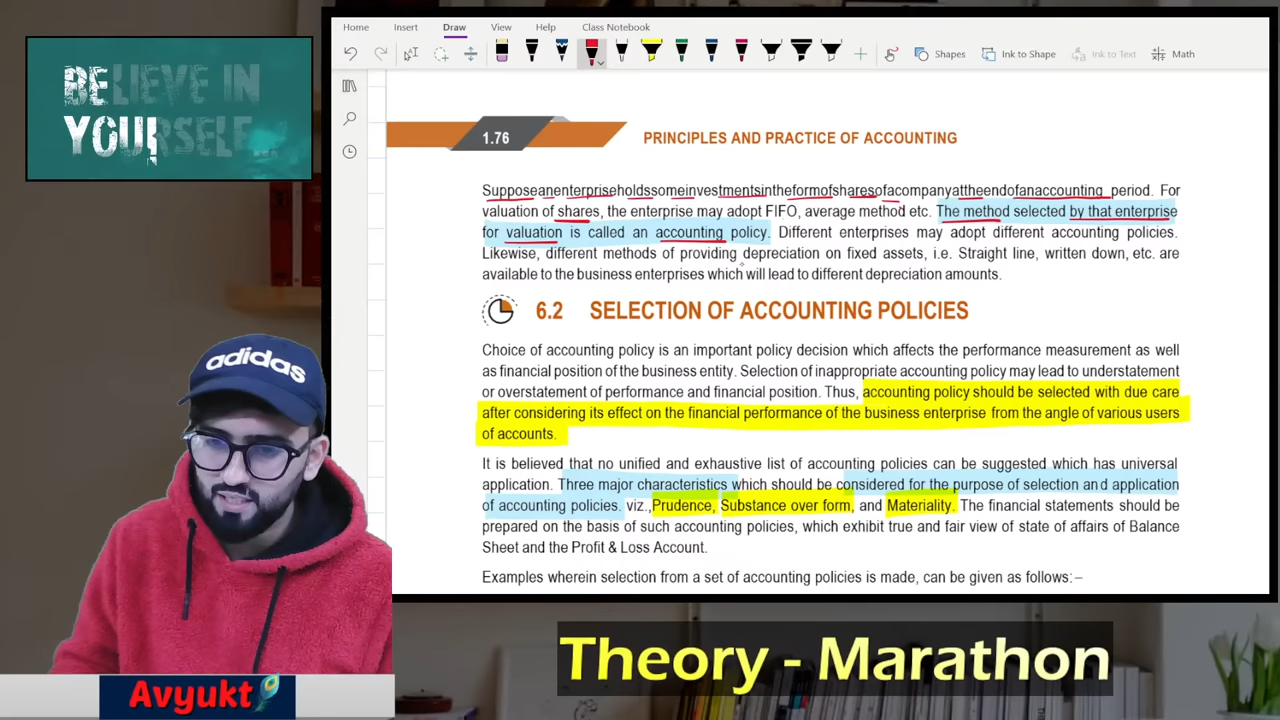 Home Insert Draw View Help Class Notebook
Shapes Ink to Shape Ink to Text Math
BELIEVE IN
YOURSELF
1.76 PRINCIPLES AND PRACTICE OF ACCOUNTING
Supposeanenterpriseholdssomeinvestmentsintheformofsharesofacompanyattheendofanaccounting period. For
valuation of shares, the enterprise may adopt FIFO, average method etc. The method selected by that enterprise
for valuation is called an accounting policy. Different enterprises may adopt different accounting policies.
Likewise, different methods of providing depreciation on fixed assets, i.e. Straight line, written down, etc. are
available to the business enterprises which will lead to different depreciation amounts.
6.2 SELECTION OF ACCOUNTING POLICIES
Choice of accounting policy is an important policy decision which affects the performance measurement as well
as financial position of the business entity. Selection of inappropriate accounting policy may lead to understatement
or overstatement of performance and financial position. Thus, accounting policy should be selected with due care
after considering its effect on the financial performance of the business enterprise from the angle of various users
of accounts.
It is believed that no unified and exhaustive list of accounting policies can be suggested which has universal
application. Three major characteristics which should be considered for the purpose of selection and application
of accounting policies. viz.,Prudence, Substance over form, and Materiality. The financial statements should be
prepared on the basis of such accounting policies, which exhibit true and fair view of state of affairs of Balance
Sheet and the Profit & Loss Account.
Examples wherein selection from a set of accounting policies is made, can be given as follows:–
adidas
Theory - Marathon
Avyukt